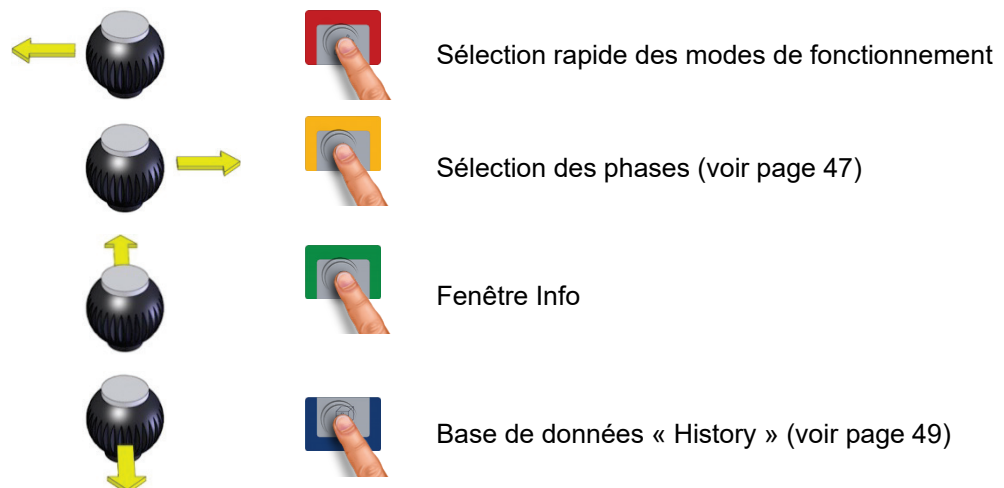 Sélection rapide des modes de fonctionnement
Sélection des phases (voir page 47)
Fenêtre Info
Base de données « History » (voir page 49)